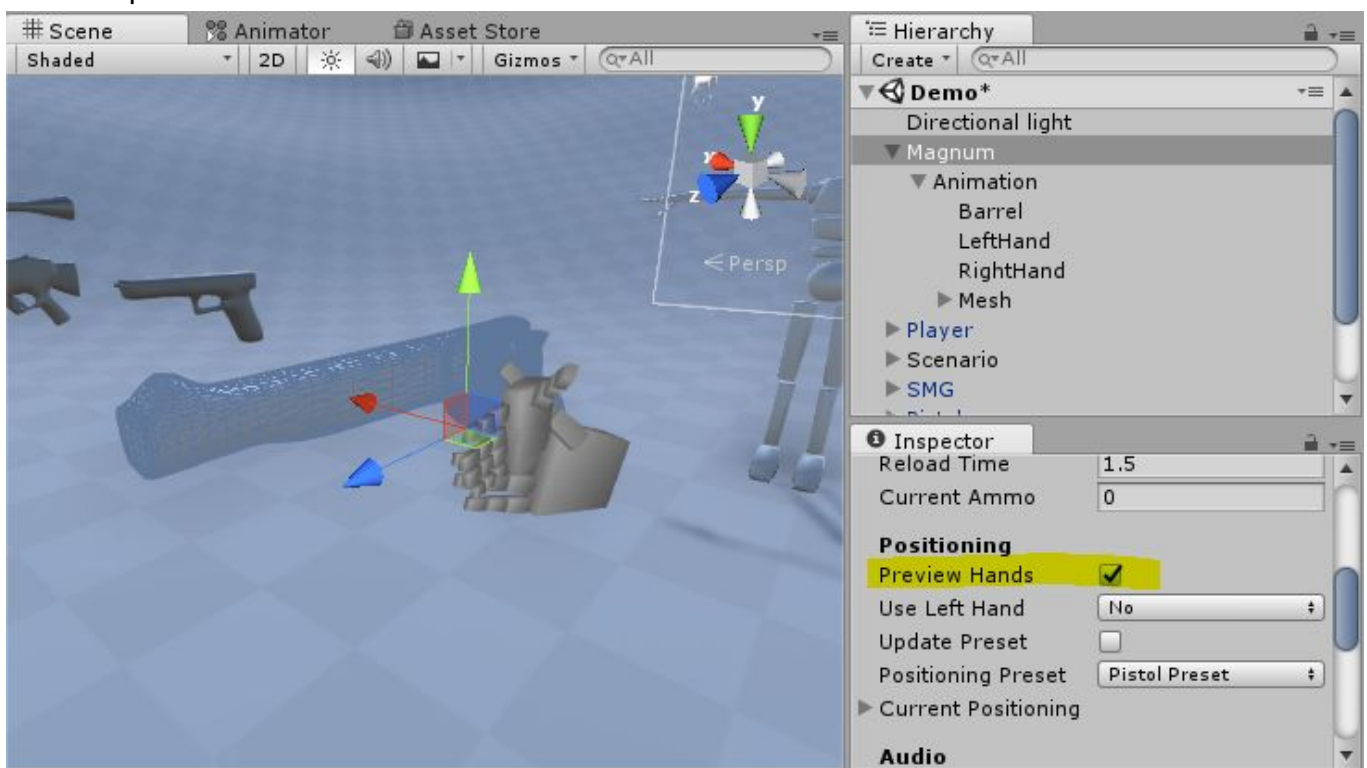 Scene
Animator
Asset Store
Shaded
2D
Gizmos
All
y
z
Persp
Hierarchy
Create
All
Demo*
Directional light
Magnum
Animation
Barrel
LeftHand
RightHand
Mesh
Player
Scenario
SMG
Inspector
Reload Time 1.5
Current Ammo 0
Positioning
Preview Hands
Use Left Hand No
Update Preset
Positioning Preset Pistol Preset
Current Positioning
Audio